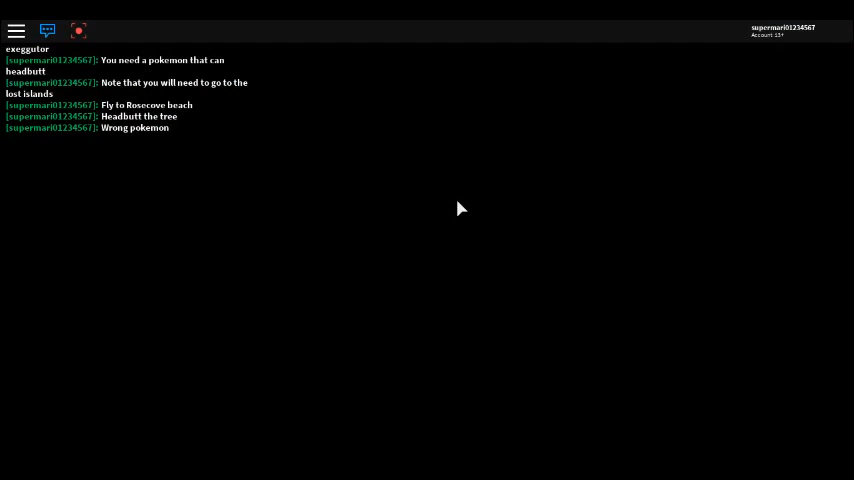 supermari01234567
Account: 13+
exeggutor
[supermari01234567]: You need a pokemon that can
headbutt
[supermari01234567]: Note that you will need to go to the
lost islands
[supermari01234567]: Fly to Rosecove beach
[supermari01234567]: Headbutt the tree
[supermari01234567]: Wrong pokemon